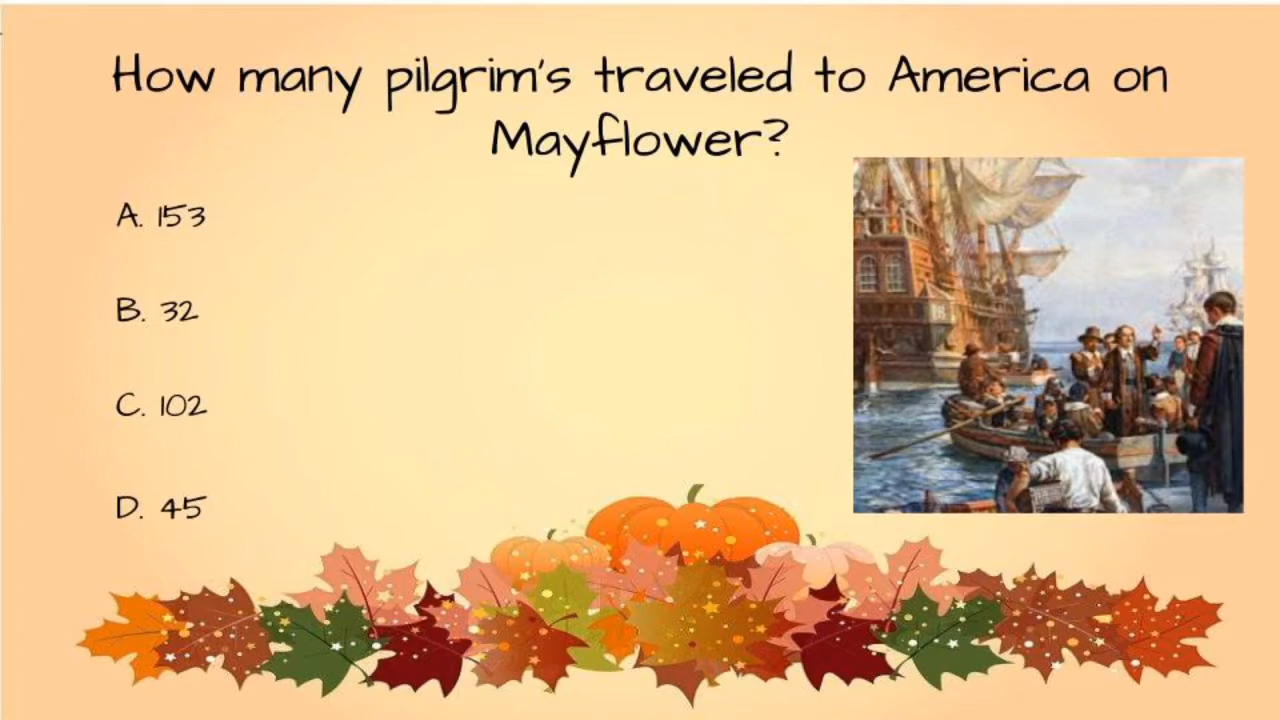 How many pilgrim's traveled to America on
Mayflower?
A. 153
B. 32
C. 102
D. 45